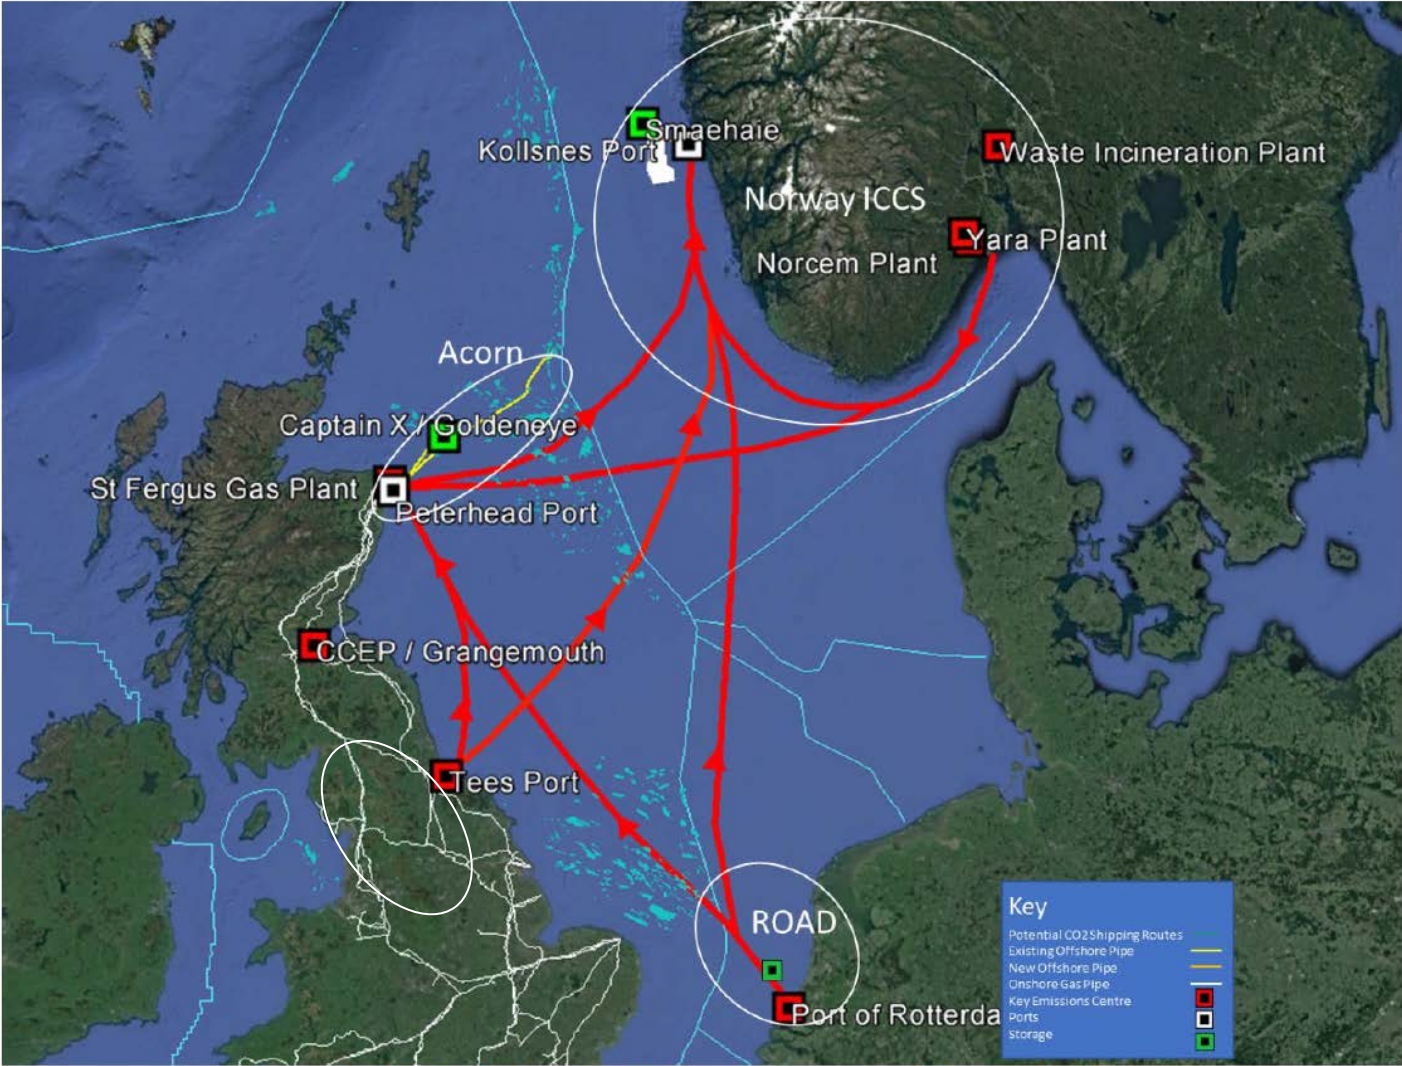 Smaehaie
Kollsnes Port
Waste Incineration Plant
Norway ICCS
Yara Plant
Norcem Plant
Acorn
Captain X / Goldeneye
St Fergus Gas Plant
Peterhead Port
CCEP / Grangemouth
Tees Port
ROAD
Port of Rotterda
Key
Potential CO2 Shipping Routes
Existing Offshore Pipe
New Offshore Pipe
Onshore Gas Pipe
Key Emissions Centre
Ports
Storage